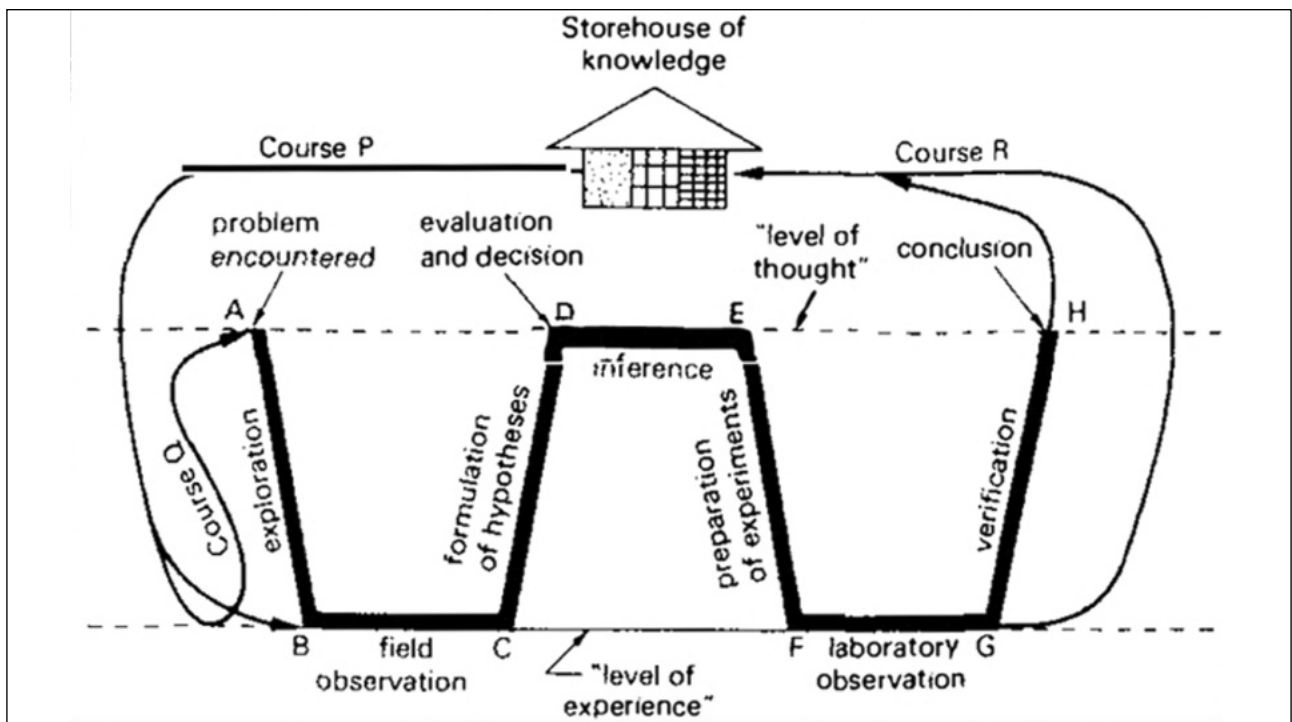 Storehouse of
knowledge
Course P
Course R
problem
encountered
evaluation
and decision
"level of
thought"
conclusion
A
D
E
H
inference
Course Q
exploration
formulation
of hypotheses
preparation
of experiments
verification
B
field
observation
C
"level of
experience"
F
laboratory
observation
G